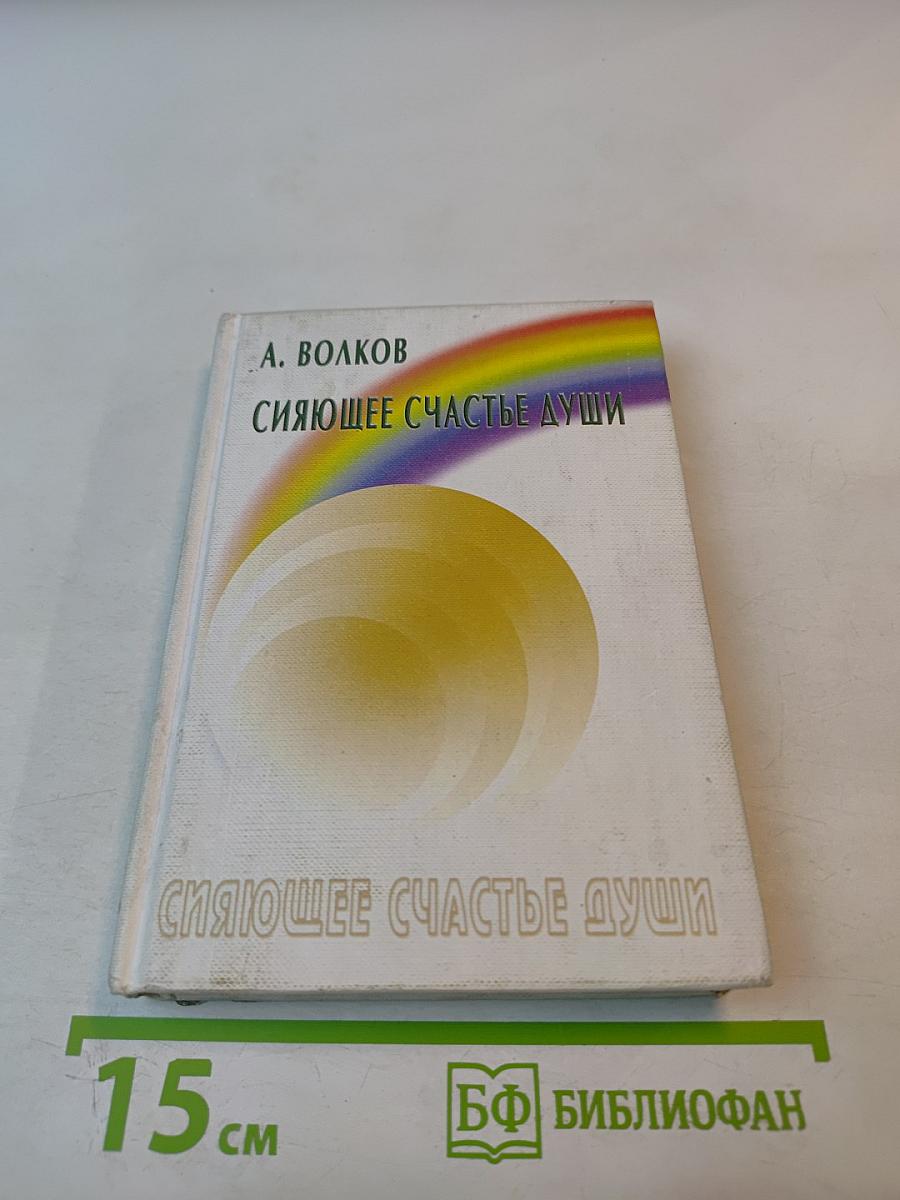 А. ВОЛКОВ
СИЯЮЩЕЕ СЧАСТЬЕ ДУШИ
СИЯЮЩЕЕ СЧАСТЬЕ ДУШИ
15 см
БФ БИБЛИОФАН